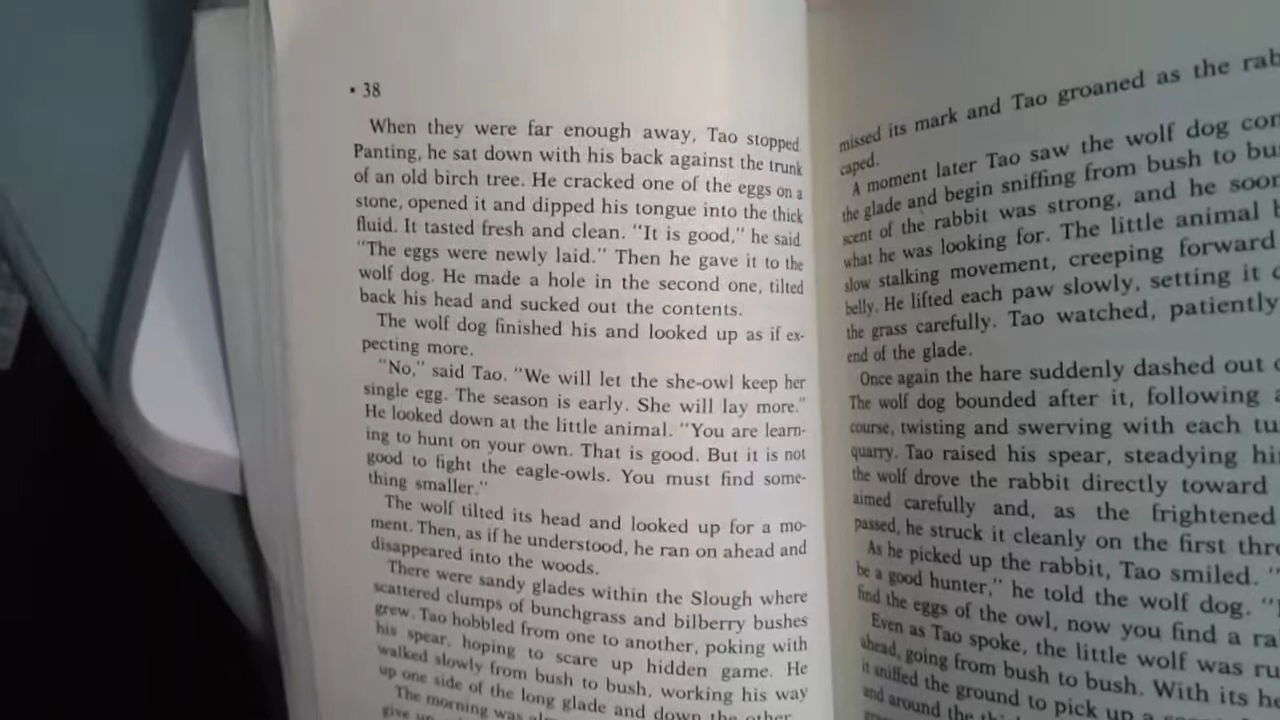 • 38
When they were far enough away, Tao stopped
Panting, he sat down with his back against the trunk
of an old birch tree. He cracked one of the eggs on a
stone, opened it and dipped his tongue into the thick
fluid. It tasted fresh and clean. "It is good," he said
"The eggs were newly laid." Then he gave it to the
wolf dog. He made a hole in the second one, tilted
back his head and sucked out the contents.
The wolf dog finished his and looked up as if ex-
pecting more.
"No," said Tao. "We will let the she-owl keep her
single egg. The season is early. She will lay more."
He looked down at the little animal. "You are learn-
ing to hunt on your own. That is good. But it is not
good to fight the eagle-owls. You must find some-
thing smaller."
The wolf tilted its head and looked up for a mo-
ment. Then, as if he understood, he ran on ahead and
disappeared into the woods.
There were sandy glades within the Slough where
scattered clumps of bunchgrass and bilberry bushes
grew. Tao hobbled from one to another, poking with
his spear, hoping to scare up hidden game. He
walked slowly from bush to bush, working his way
up one side of the long glade and down the other.
The morning was
give up
missed its mark and Tao groaned as the rab
caped.
A moment later Tao saw the wolf dog
the glade and begin sniffing from bush to
scent of the rabbit was strong, and he
what he was looking for. The little animal
slow stalking movement, creeping forward
belly. He lifted each paw slowly, setting it
the grass carefully. Tao watched, patiently
end of the glade.
Once again the hare suddenly dashed out
The wolf dog bounded after it, following
course, twisting and swerving with each
quarry. Tao raised his spear, steadying
the wolf drove the rabbit directly toward
aimed carefully and, as the frightened
passed, he struck it cleanly on the first
As he picked up the rabbit, Tao smiled. "
be a good hunter," he told the wolf dog. "
find the eggs of the owl, now you find a
Even as Tao spoke, the little wolf was
ahead, going from bush to bush. With its
it sniffed the ground to pick up a
and around the